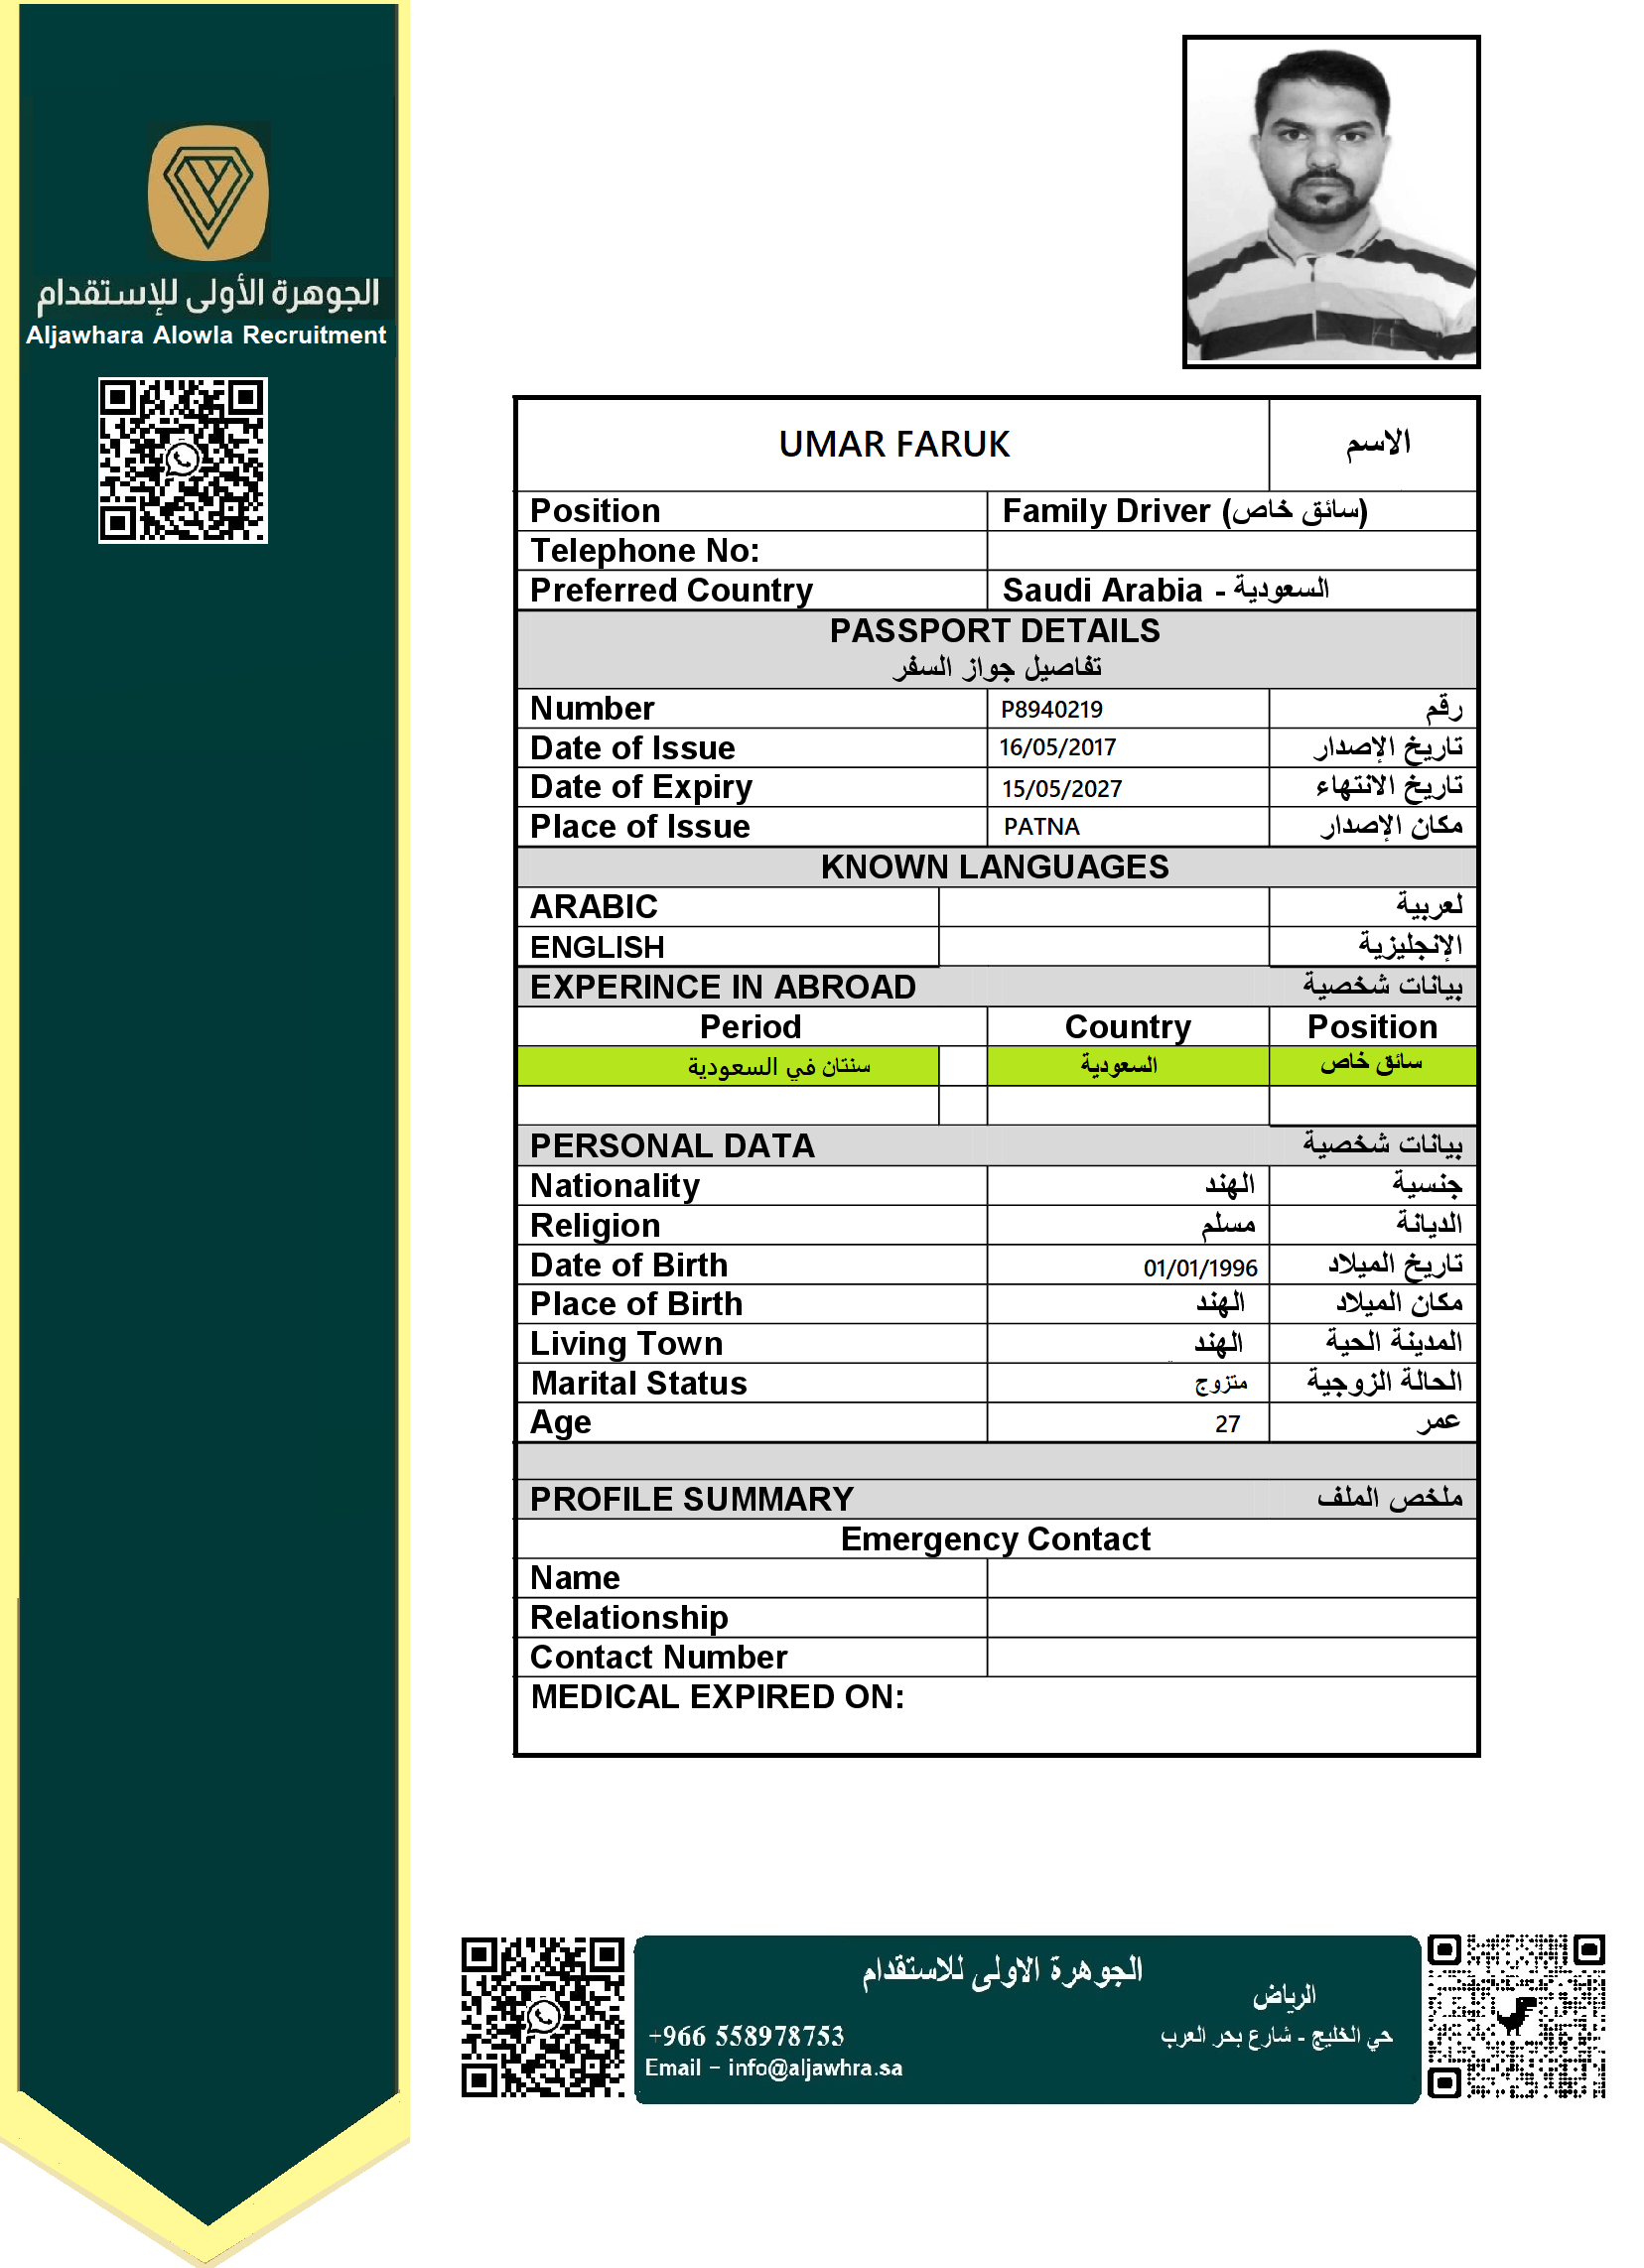 الجوهرة الأولى للإستقدام
Aljawhara Alowla Recruitment
UMAR FARUK الاسم
Position Family Driver (سائق خاص)
Telephone No:
Preferred Country Saudi Arabia - السعودية
PASSPORT DETAILS
تفاصيل جواز السفر
Number P8940219 رقم
Date of Issue 16/05/2017 تاريخ الإصدار
Date of Expiry 15/05/2027 تاريخ الانتهاء
Place of Issue PATNA مكان الإصدار
KNOWN LANGUAGES
ARABIC لعربية
ENGLISH الإنجليزية
EXPERINCE IN ABROAD بيانات شخصية
Period Country Position
سنتان في السعودية السعودية سائق خاص
PERSONAL DATA بيانات شخصية
Nationality الهند جنسية
Religion مسلم الديانة
Date of Birth 01/01/1996 تاريخ الميلاد
Place of Birth الهند مكان الميلاد
Living Town الهند المدينة الحية
Marital Status متزوج الحالة الزوجية
Age 27 عمر
PROFILE SUMMARY ملخص الملف
Emergency Contact
Name
Relationship
Contact Number
MEDICAL EXPIRED ON:
الجوهرة الاولى للاستقدام
الرياض
+966 558978753 حي الخليج - شارع بحر العرب
Email – info@aljawhra.sa